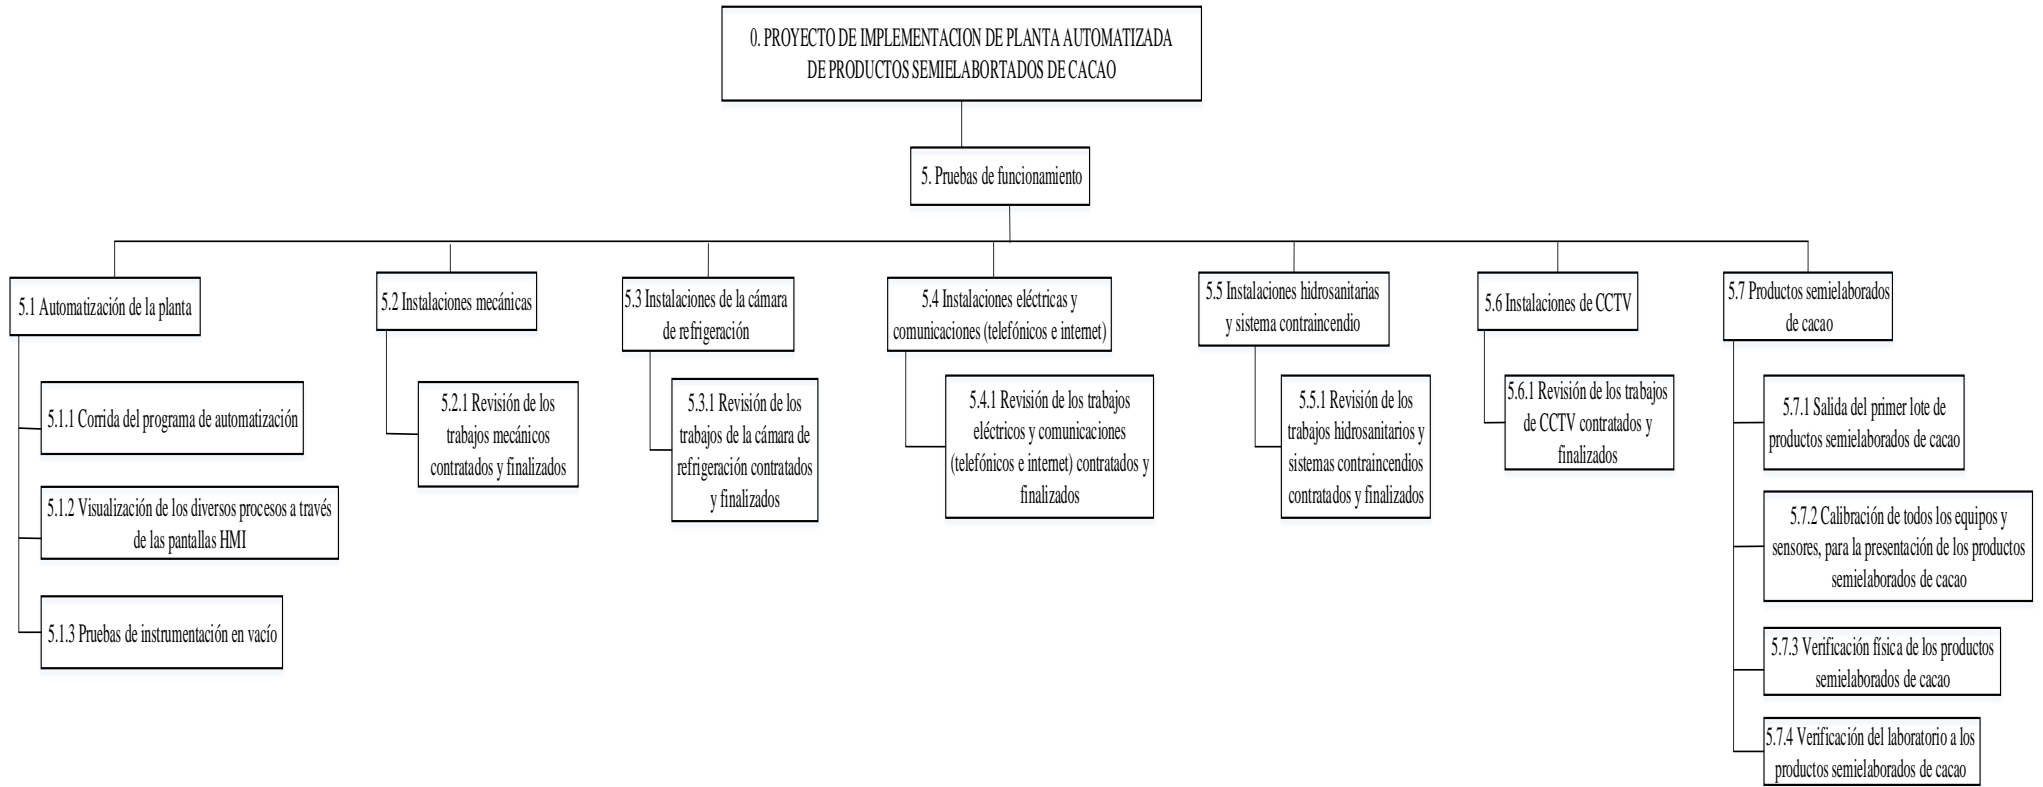 0. PROYECTO DE IMPLEMENTACION DE PLANTA AUTOMATIZADA
DE PRODUCTOS SEMIELABORTADOS DE CACAO
5. Pruebas de funcionamiento
5.1 Automatización de la planta
5.1.1 Corrida del programa de automatización
5.1.2 Visualización de los diversos procesos a través
de las pantallas HMI
5.1.3 Pruebas de instrumentación en vacío
5.2 Instalaciones mecánicas
5.2.1 Revisión de los
trabajos mecánicos
contratados y finalizados
5.3 Instalaciones de la cámara
de refrigeración
5.3.1 Revisión de los
trabajos de la cámara de
refrigeración contratados
y finalizados
5.4 Instalaciones eléctricas y
comunicaciones (telefónicos e internet)
5.4.1 Revisión de los trabajos
eléctricos y comunicaciones
(telefónicos e internet) contratados y
finalizados
5.5 Instalaciones hidrosanitarias
y sistema contraincendio
5.5.1 Revisión de los
trabajos hidrosanitarios y
sistemas contraincendios
contratados y finalizados
5.6 Instalaciones de CCTV
5.6.1 Revisión de los trabajos
de CCTV contratados y
finalizados
5.7 Productos semielaborados
de cacao
5.7.1 Salida del primer lote de
productos semielaborados de cacao
5.7.2 Calibración de todos los equipos y
sensores, para la presentación de los productos
semielaborados de cacao
5.7.3 Verificación física de los productos
semielaborados de cacao
5.7.4 Verificación del laboratorio a los
productos semielaborados de cacao